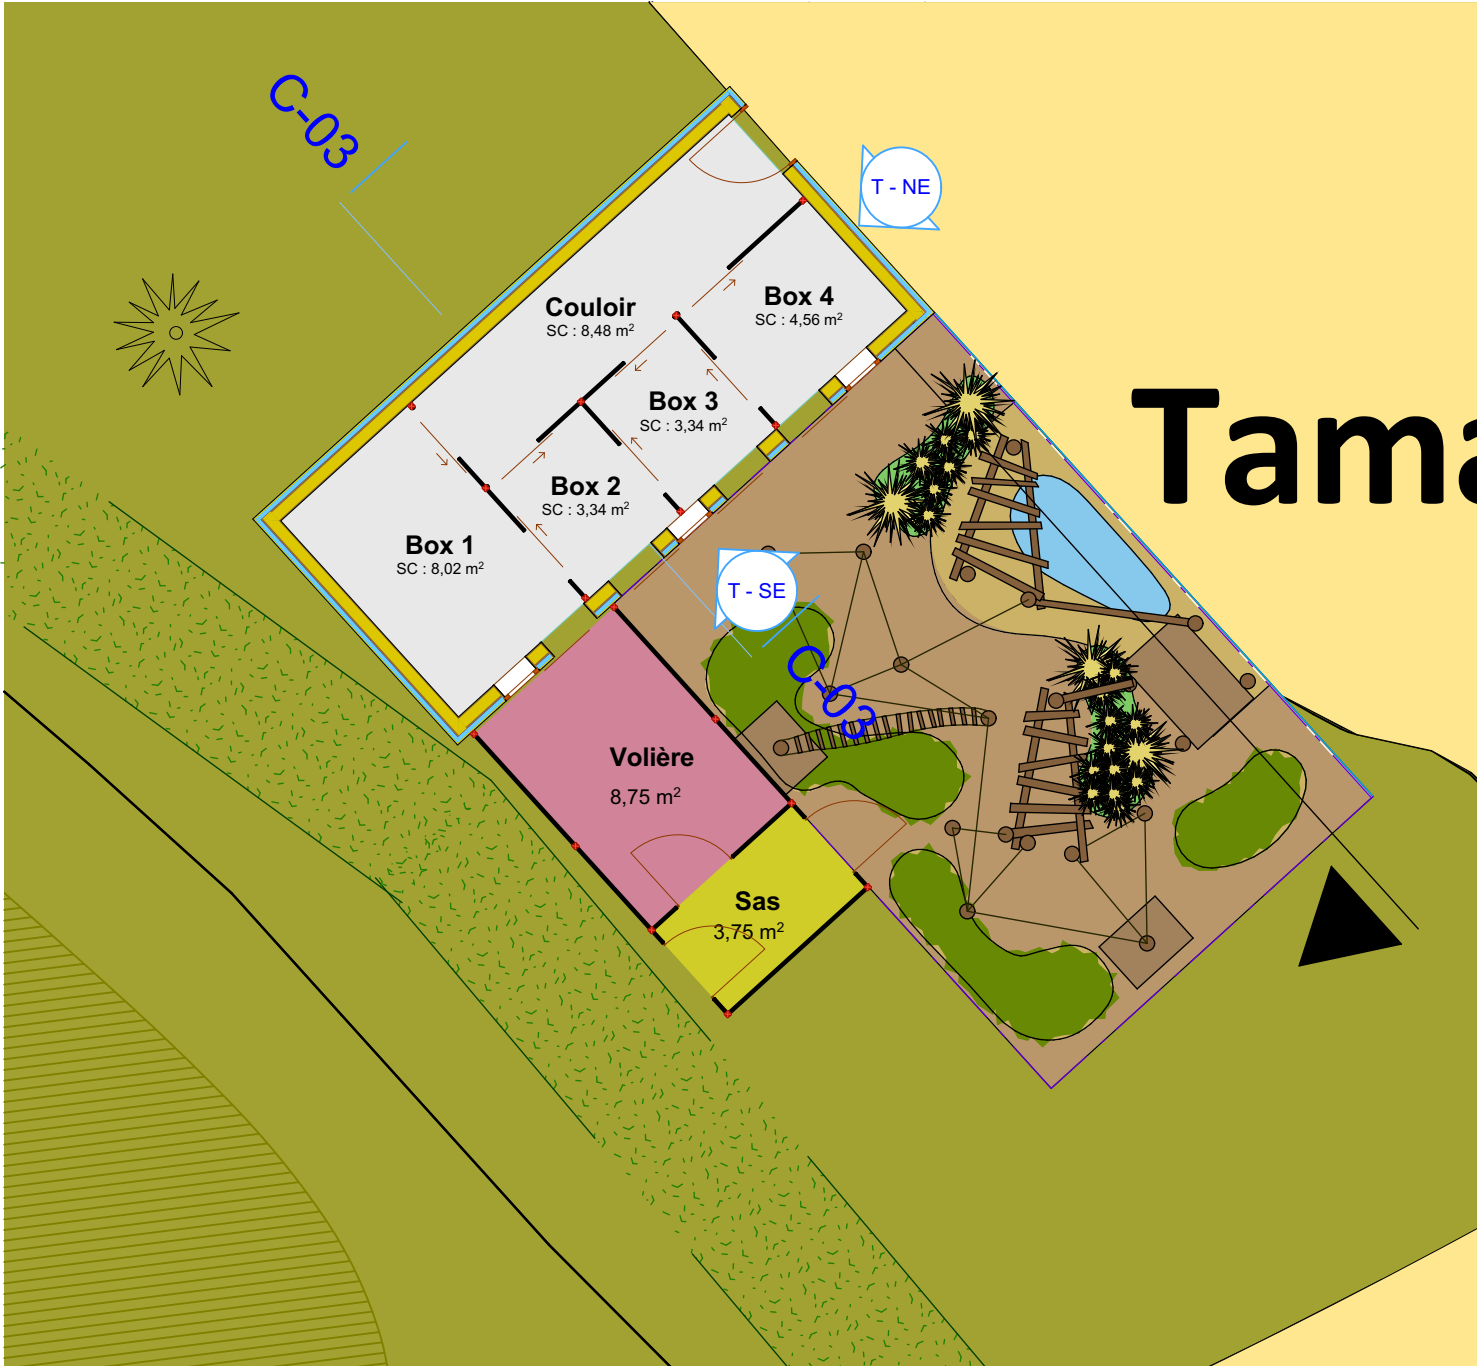 C-03
T - NE
Couloir
SC : 8,48 m²
Box 4
SC : 4,56 m²
Box 3
SC : 3,34 m²
Box 2
SC : 3,34 m²
Box 1
SC : 8,02 m²
Tama
T - SE
C-03
Volière
8,75 m²
Sas
3,75 m²